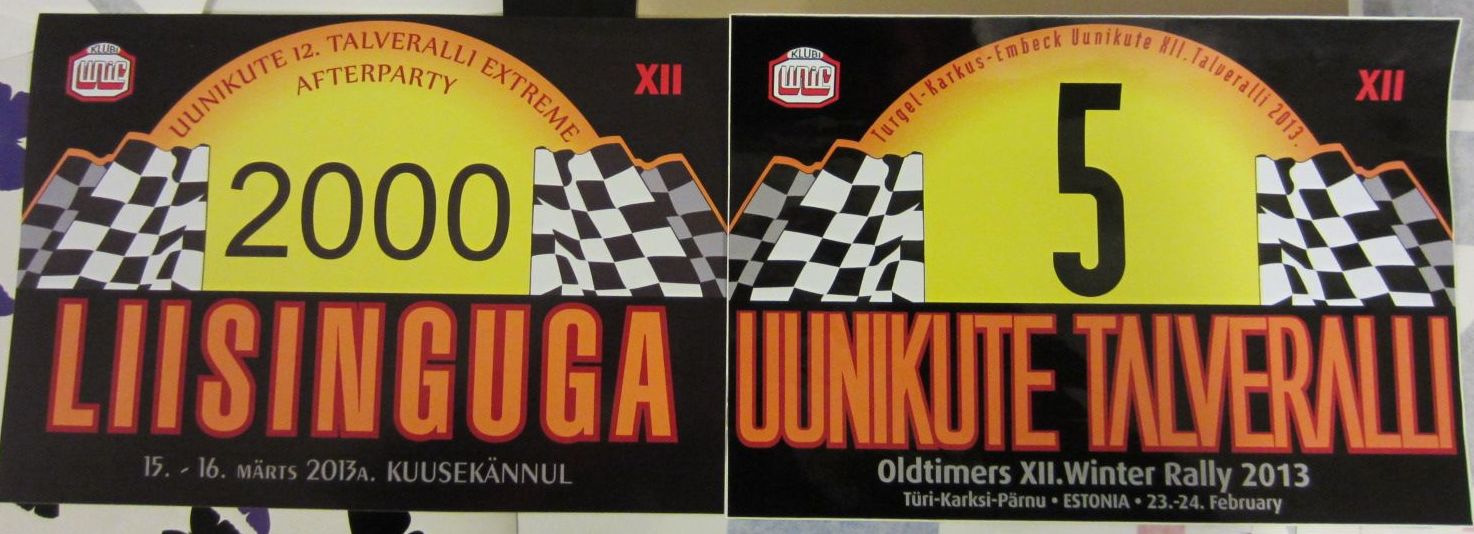 KLUBI
UNIC
UUNIKUTE 12. TALVERALLI EXTREME
AFTERPARTY
XII
2000
LIISINGUGA
15. - 16. MÄRTS 2013A. KUUSEKÄNNUL
KLUBI
UNIC
Turgel-Karkus-Embeck Uunikute XII.Talveralli 2013.
XII
5
UUNIKUTE TALVERALLI
Oldtimers XII.Winter Rally 2013
Türi-Karksi-Pärnu • ESTONIA • 23.-24. February